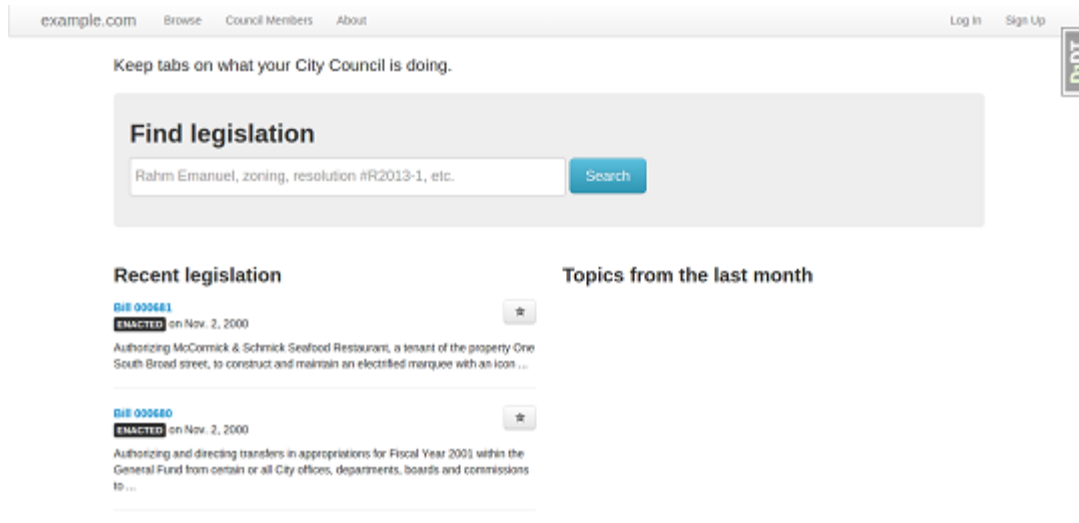 example.com Browse Council Members About Log In Sign Up
DjDT
Keep tabs on what your City Council is doing.
Find legislation
Rahm Emanuel, zoning, resolution #R2013-1, etc. Search
Recent legislation
Bill 000681
ENACTED on Nov. 2, 2000
Authorizing McCormick & Schmick Seafood Restaurant, a tenant of the property One
South Broad street, to construct and maintain an electrified marquee with an icon ...
Bill 000680
ENACTED on Nov. 2, 2000
Authorizing and directing transfers in appropriations for Fiscal Year 2001 within the
General Fund from certain or all City offices, departments, boards and commissions
to ...
Topics from the last month